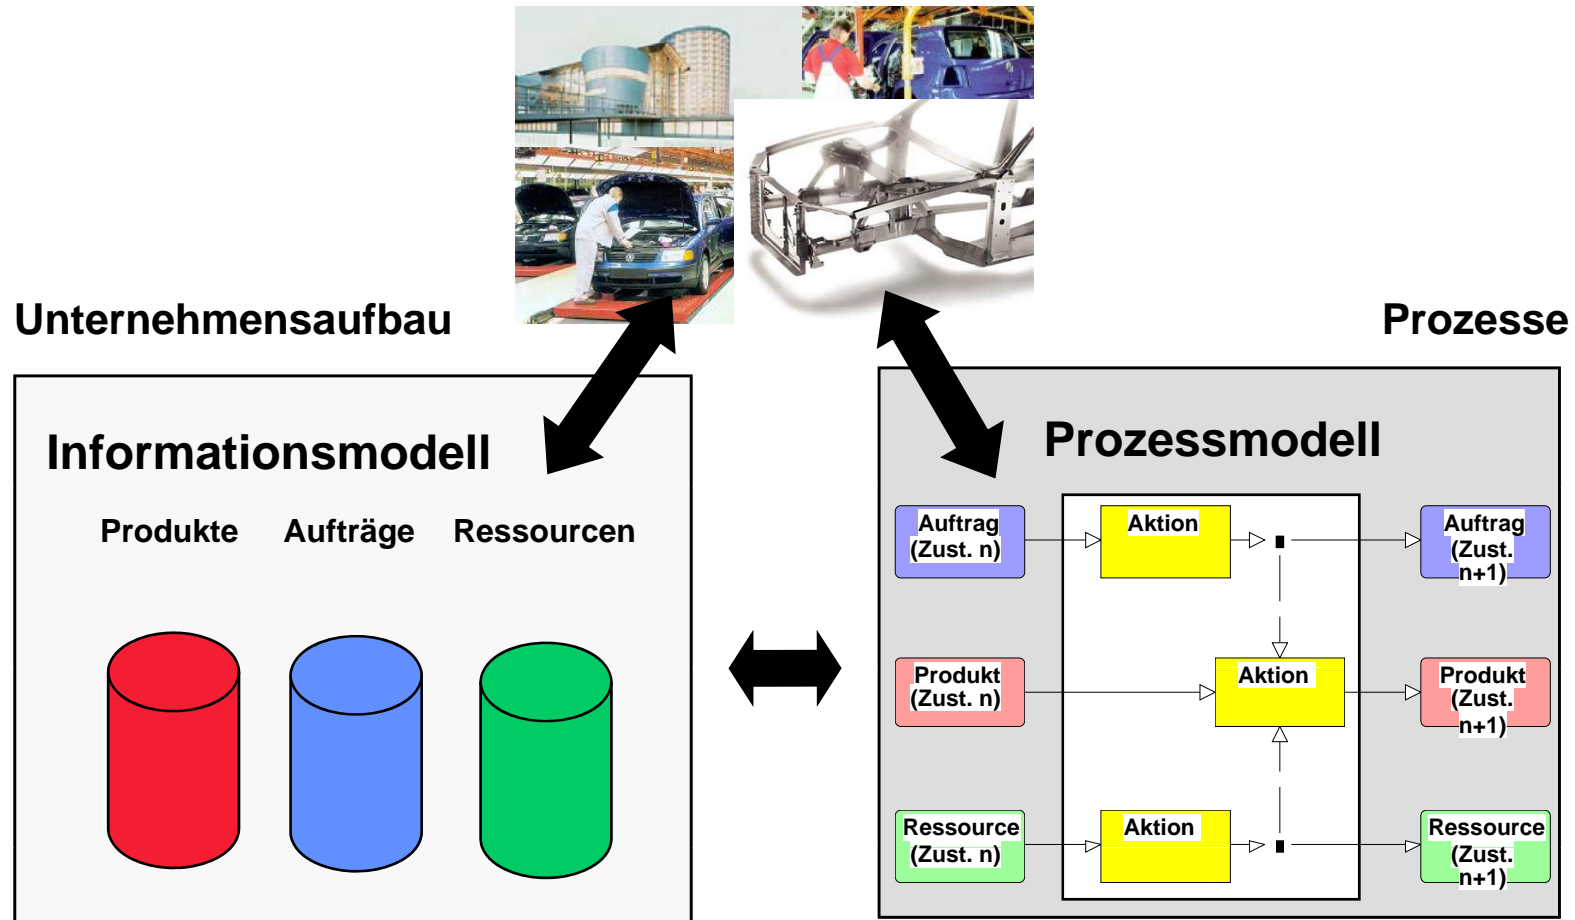 Unternehmensaufbau
Prozesse
Informationsmodell
Produkte Aufträge Ressourcen
Prozessmodell
Auftrag
(Zust. n)
Aktion
Auftrag
(Zust.
n+1)
Produkt
(Zust. n)
Aktion
Produkt
(Zust.
n+1)
Ressource
(Zust. n)
Aktion
Ressource
(Zust.
n+1)